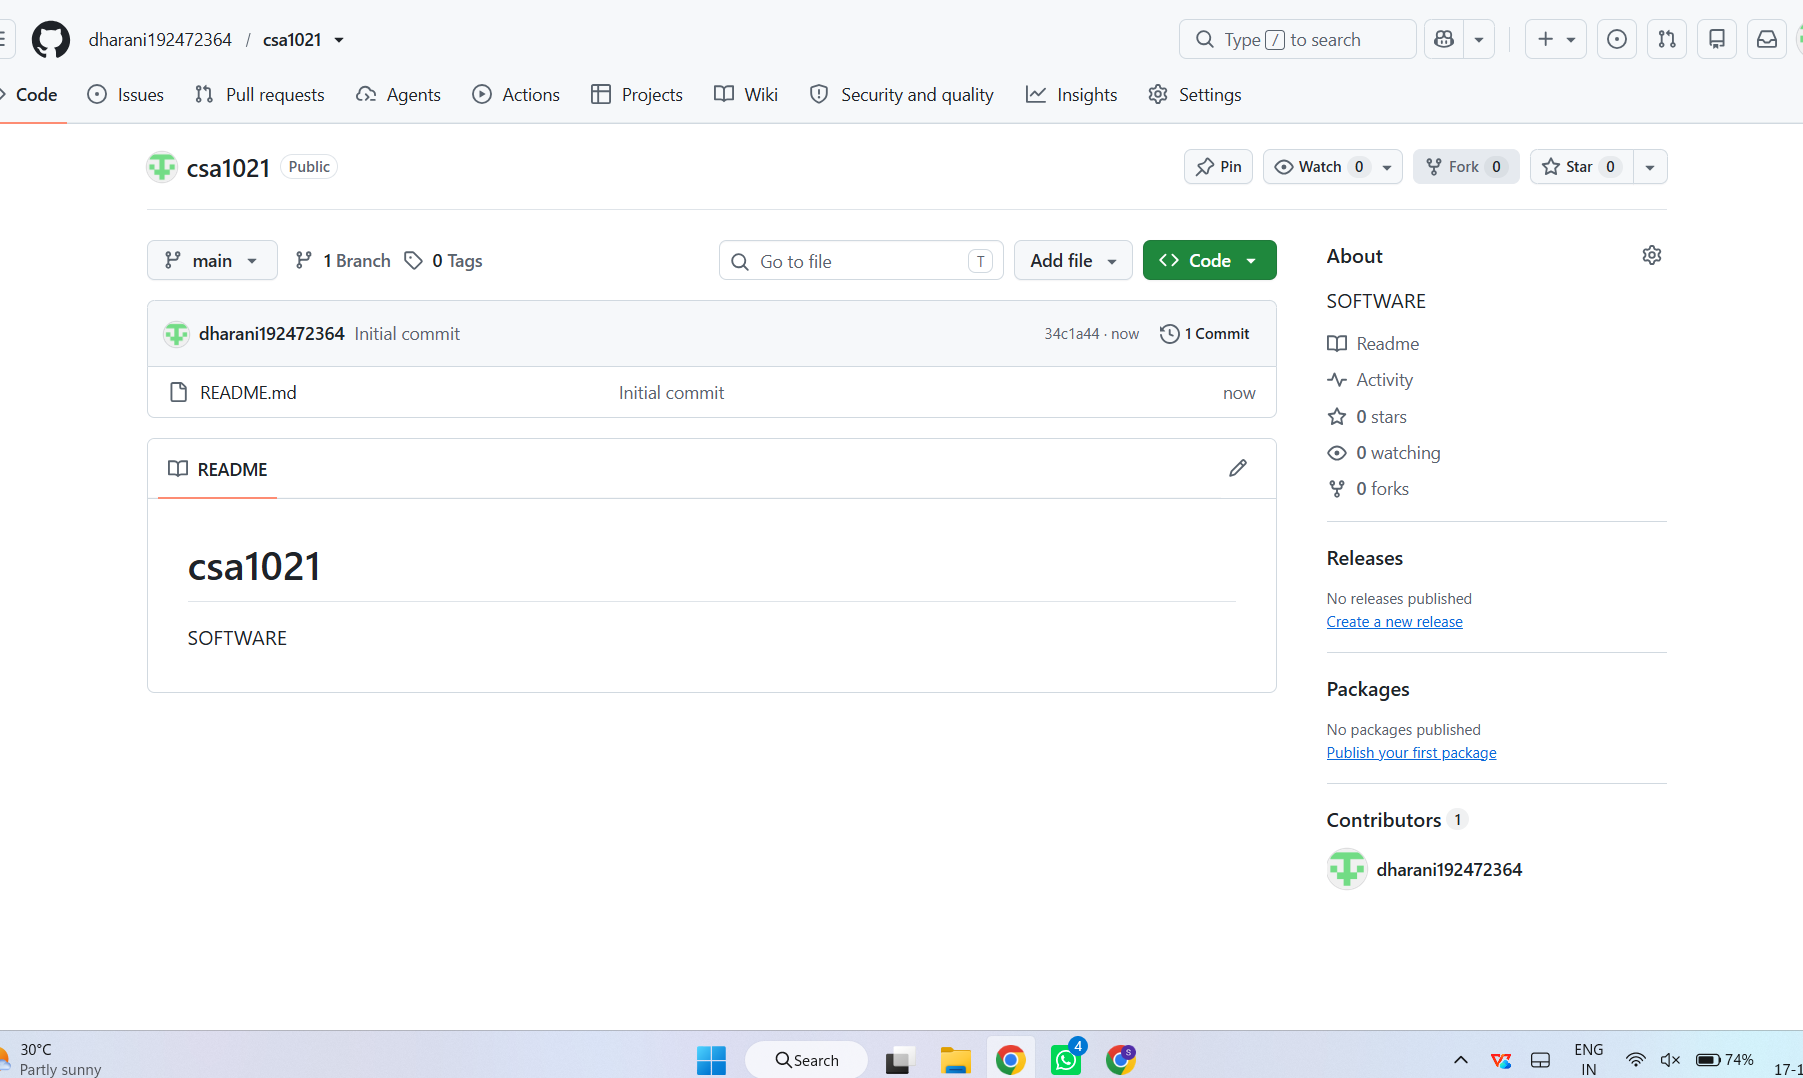 dharani192472364 / csa1021
Type / to search
Code Issues Pull requests Agents Actions Projects Wiki Security and quality Insights Settings
csa1021 Public
Pin Watch 0 Fork 0 Star 0
main 1 Branch 0 Tags Go to file T Add file Code
dharani192472364 Initial commit 34c1a44 · now 1 Commit
README.md Initial commit now
README
csa1021
SOFTWARE
About
SOFTWARE
Readme
Activity
0 stars
0 watching
0 forks
Releases
No releases published
Create a new release
Packages
No packages published
Publish your first package
Contributors 1
dharani192472364
30°C
Partly sunny
Search
4
S
ENG
IN
74%
17-1